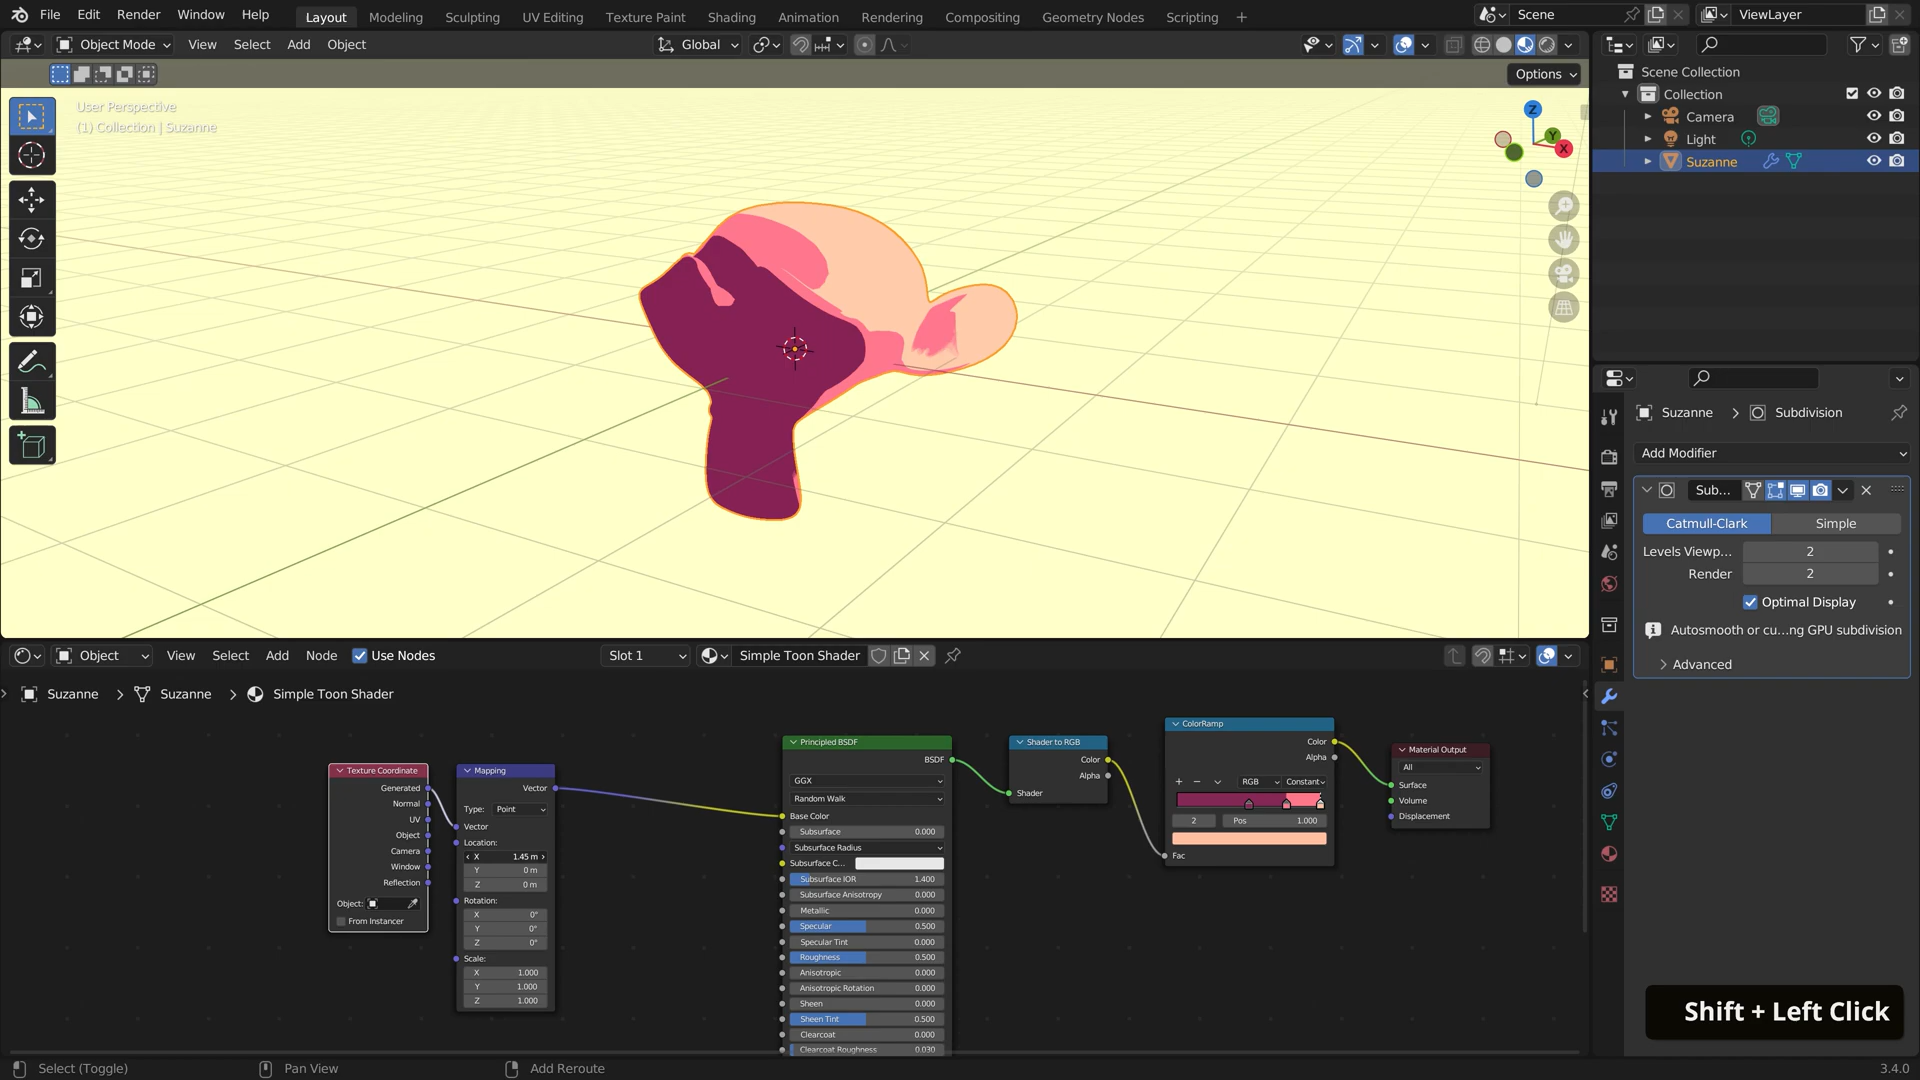 File Edit Render Window Help Layout Modeling Sculpting UV Editing Texture Paint Shading Animation Rendering Compositing Geometry Nodes Scripting + Scene ViewLayer
Object Mode View Select Add Object Global
Options
User Perspective
(1) Collection | Suzanne
Z
Y
X
Scene Collection
Collection
Camera
Light
Suzanne
Suzanne > Subdivision
Add Modifier
Sub...
Catmull-Clark Simple
Levels Viewp... 2
Render 2
Optimal Display
Autosmooth or cu...ng GPU subdivision
Advanced
Object View Select Add Node Use Nodes Slot 1 Simple Toon Shader
Suzanne > Suzanne > Simple Toon Shader
Texture Coordinate
Generated
Normal
UV
Object
Camera
Window
Reflection
Object:
From Instancer
Mapping
Vector
Type: Point
Vector
Location:
X 1.45 m
Y 0 m
Z 0 m
Rotation:
X 0°
Y 0°
Z 0°
Scale:
X 1.000
Y 1.000
Z 1.000
Principled BSDF
BSDF
GGX
Random Walk
Base Color
Subsurface 0.000
Subsurface Radius
Subsurface C...
Subsurface IOR 1.400
Subsurface Anisotropy 0.000
Metallic 0.000
Specular 0.500
Specular Tint 0.000
Roughness 0.500
Anisotropic 0.000
Anisotropic Rotation 0.000
Sheen 0.000
Sheen Tint 0.500
Clearcoat 0.000
Clearcoat Roughness 0.030
Shader to RGB
Color
Alpha
Shader
ColorRamp
Color
Alpha
+ − RGB Constant
2 Pos 1.000
Fac
Material Output
All
Surface
Volume
Displacement
Shift + Left Click
Select (Toggle) Pan View Add Reroute 3.4.0